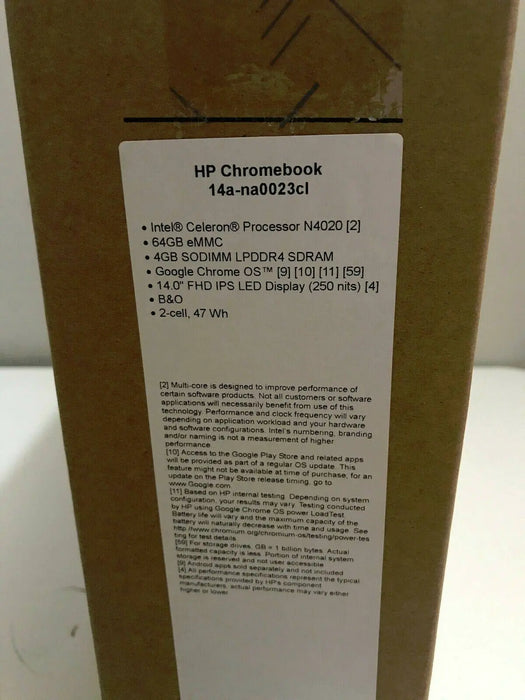 HP Chromebook
14a-na0023cl
• Intel® Celeron® Processor N4020 [2]
• 64GB eMMC
• 4GB SODIMM LPDDR4 SDRAM
• Google Chrome OS™ [9] [10] [11] [59]
• 14.0" FHD IPS LED Display (250 nits) [4]
• B&O
• 2-cell, 47 Wh
[2] Multi-core is designed to improve performance of
certain software products. Not all customers or software
applications will necessarily benefit from use of this
technology. Performance and clock frequency will vary
depending on application workload and your hardware
and software configurations. Intel's numbering, branding
and/or naming is not a measurement of higher
performance.
[10] Access to the Google Play Store and related apps
will be provided as part of a regular OS update. This
feature might not be available at time of purchase; for an
update on the Play Store release timing, go to
www.Google.com
[11] Based on HP internal testing. Depending on system
configuration, your results may vary. Testing conducted
by HP using Google Chrome OS power LoadTest.
Battery life will vary and the maximum capacity of the
battery will naturally decrease with time and usage. See
http://www.chromium.org/chromium-os/testing/power-tes
ting for test details.
[59] For storage drives, GB = 1 billion bytes. Actual
formatted capacity is less. Portion of internal system
storage is reserved and not user accessible
[9] Android apps sold separately and not included
[4] All performance specifications represent the typical
specifications provided by HP's component
manufacturers; actual performance may vary either
higher or lower.